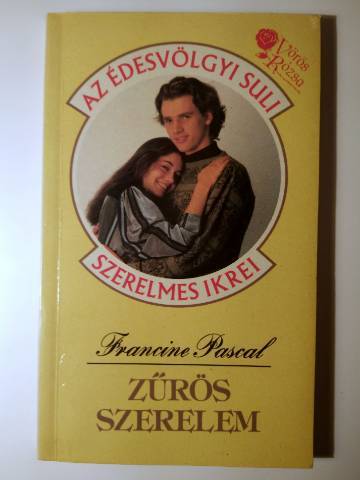 Vörös
Rózsa
AZ ÉDESVÖLGYI SULI
SZERELMES IKREI
Francine Pascal
ZŰRÖS
SZERELEM